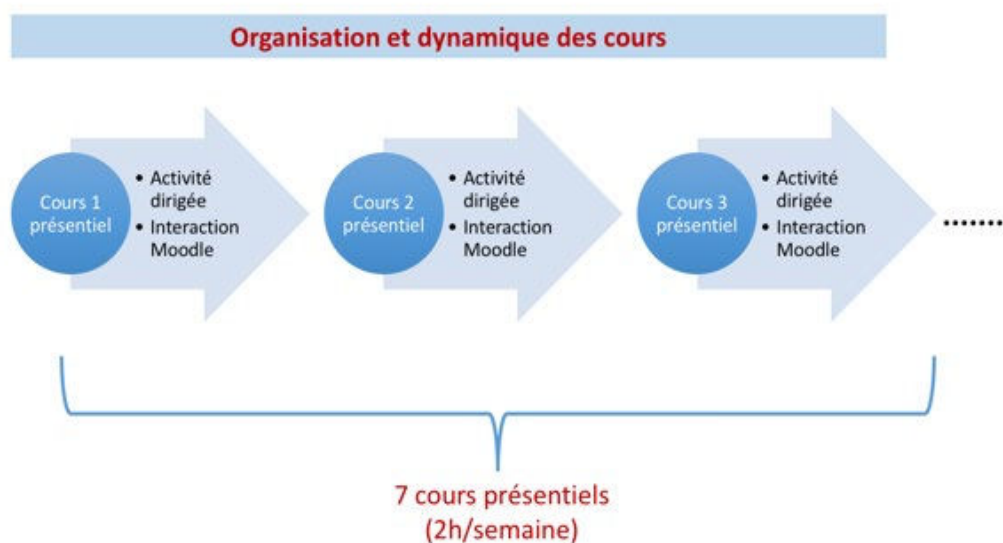 Organisation et dynamique des cours
Cours 1
présentiel
• Activité
dirigée
• Interaction
Moodle
Cours 2
présentiel
• Activité
dirigée
• Interaction
Moodle
Cours 3
présentiel
• Activité
dirigée
• Interaction
Moodle
.......
7 cours présentiels
(2h/semaine)